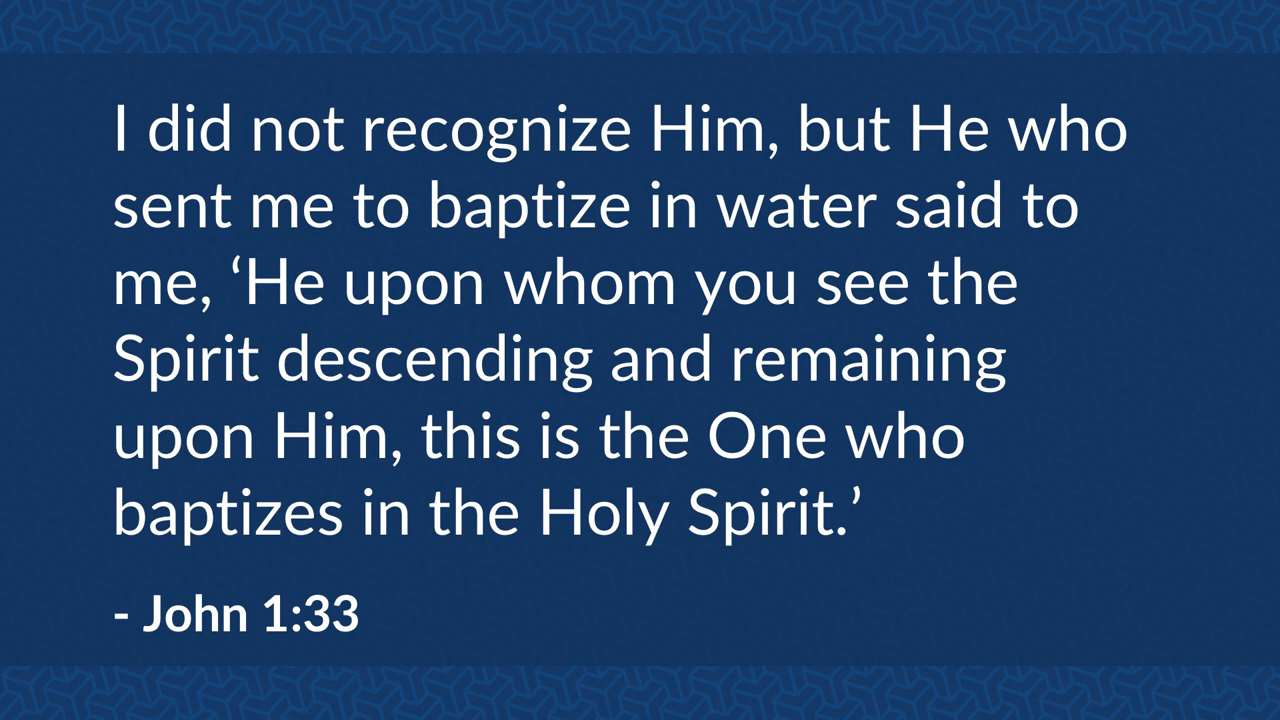 I did not recognize Him, but He who
sent me to baptize in water said to
me, ‘He upon whom you see the
Spirit descending and remaining
upon Him, this is the One who
baptizes in the Holy Spirit.’
- John 1:33